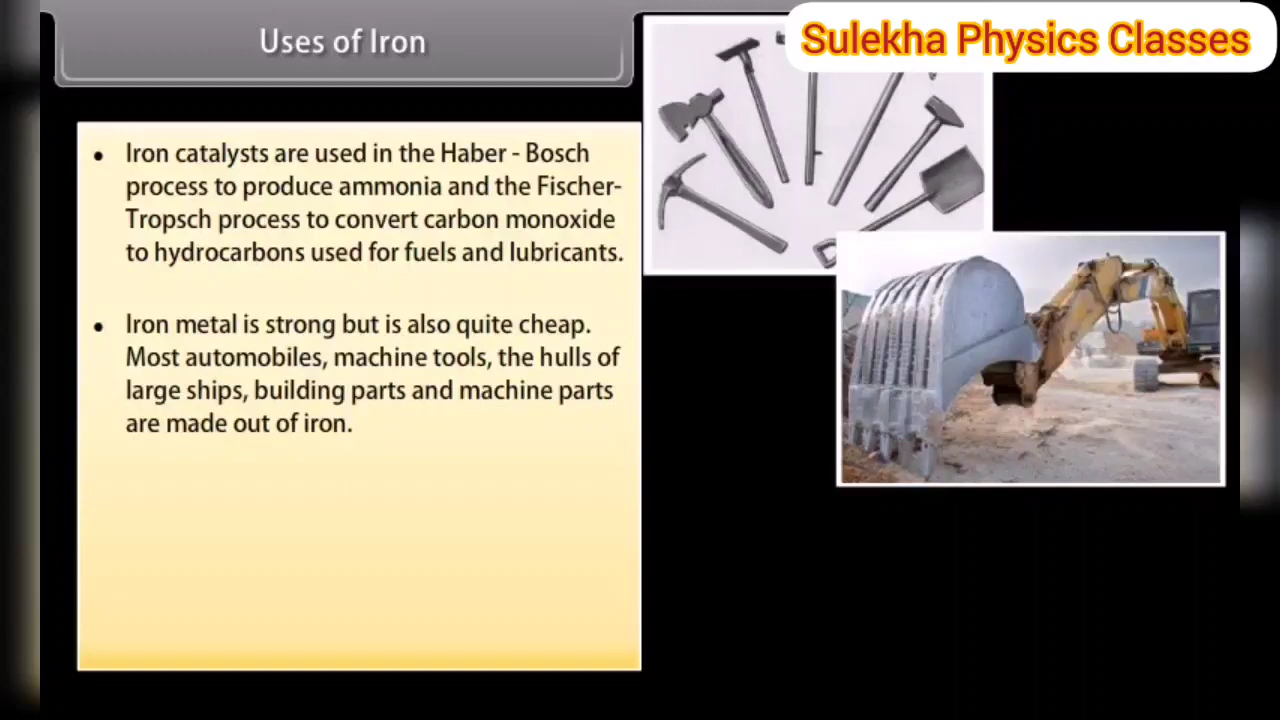 Uses of Iron
Sulekha Physics Classes
• Iron catalysts are used in the Haber - Bosch
process to produce ammonia and the Fischer-
Tropsch process to convert carbon monoxide
to hydrocarbons used for fuels and lubricants.
• Iron metal is strong but is also quite cheap.
Most automobiles, machine tools, the hulls of
large ships, building parts and machine parts
are made out of iron.